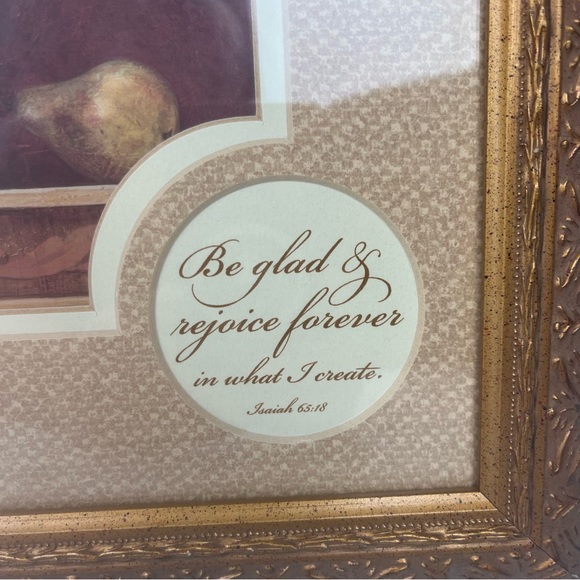 Be glad &
rejoice forever
in what I create.
Isaiah 65:18